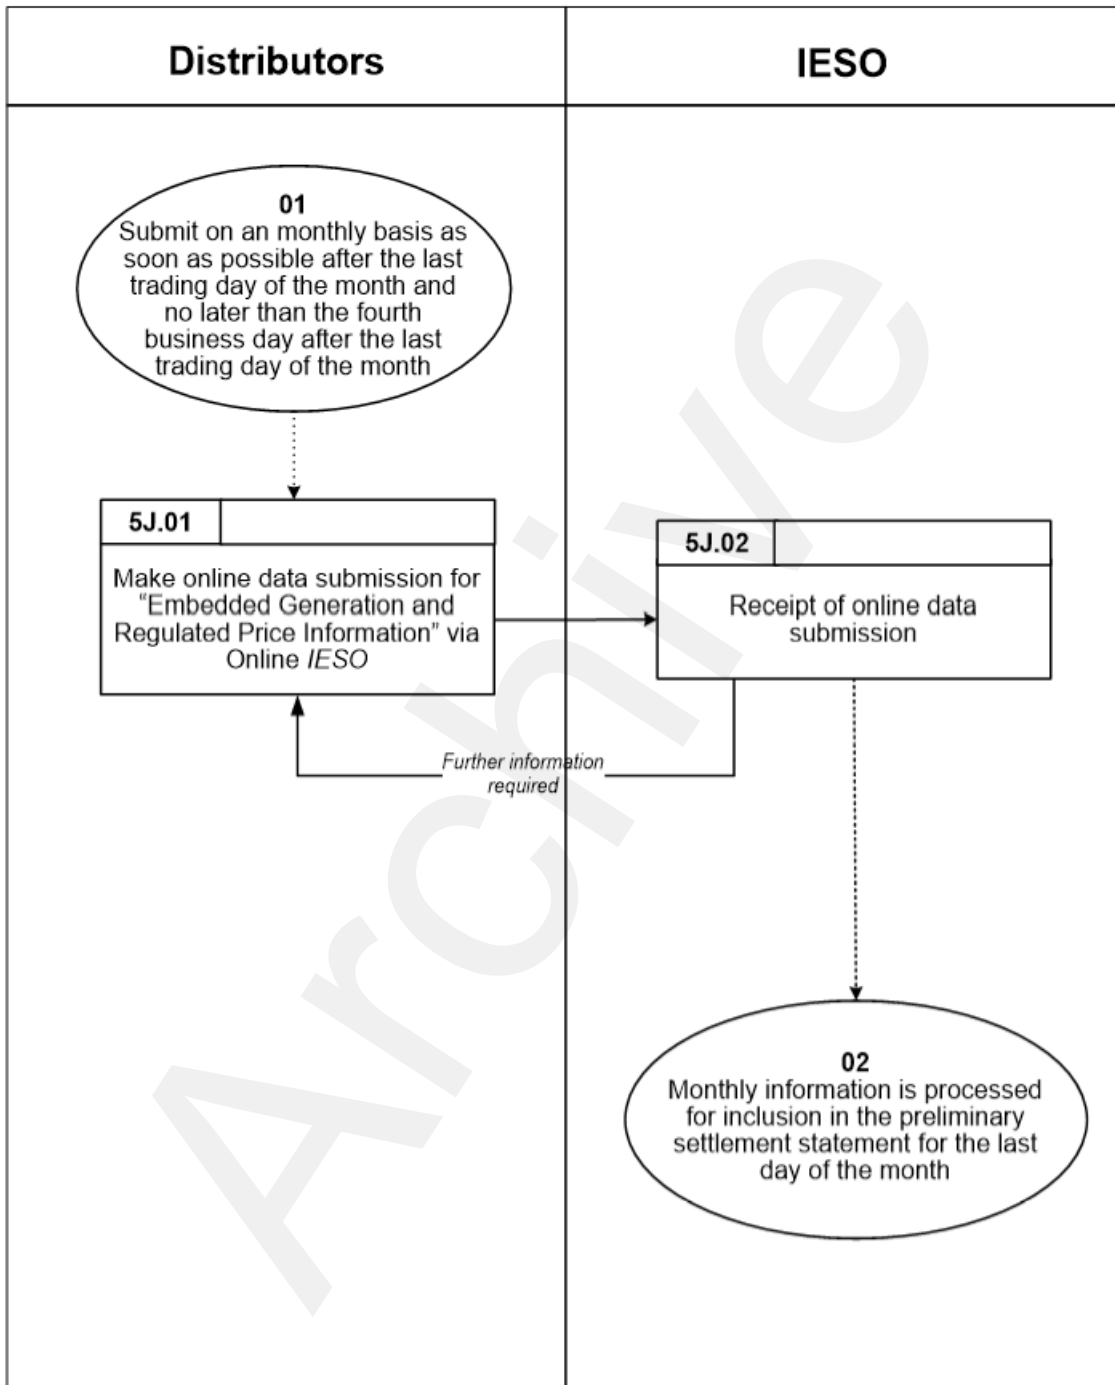 Distributors
IESO
01
Submit on an monthly basis as
soon as possible after the last
trading day of the month and
no later than the fourth
business day after the last
trading day of the month
5J.01
Make online data submission for
“Embedded Generation and
Regulated Price Information” via
Online IESO
5J.02
Receipt of online data
submission
Further information
required
02
Monthly information is processed
for inclusion in the preliminary
settlement statement for the last
day of the month
Archive